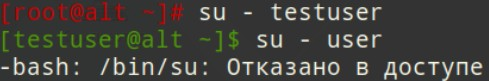 [root@alt ~]# su - testuser
[testuser@alt ~]$ su - user
-bash: /bin/su: Отказано в доступе